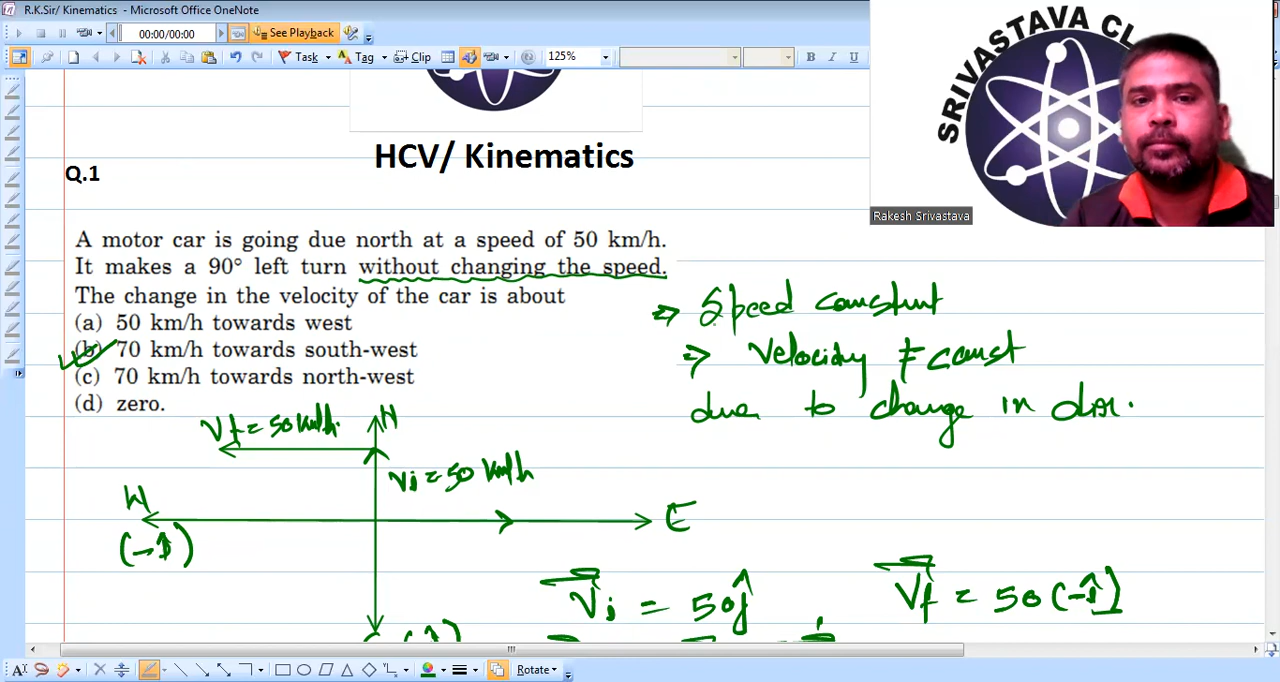 R.K.Sir/ Kinematics - Microsoft Office OneNote
00:00/00:00
See Playback
Task
Tag
Clip
125%
B I U
SRIVASTAVA CL
Rakesh Srivastava
HCV/ Kinematics
Q.1
A motor car is going due north at a speed of 50 km/h.
It makes a 90° left turn without changing the speed.
The change in the velocity of the car is about
(a) 50 km/h towards west
(b) 70 km/h towards south-west
(c) 70 km/h towards north-west
(d) zero.
⇒ Speed constant
⇒ Velocity ≠ const
due to change in dir.
Vf = 50 km/h.
N
Vi = 50 km/h
W
E
(-î)
Vi = 50ĵ
Vf = 50(-î)
Rotate